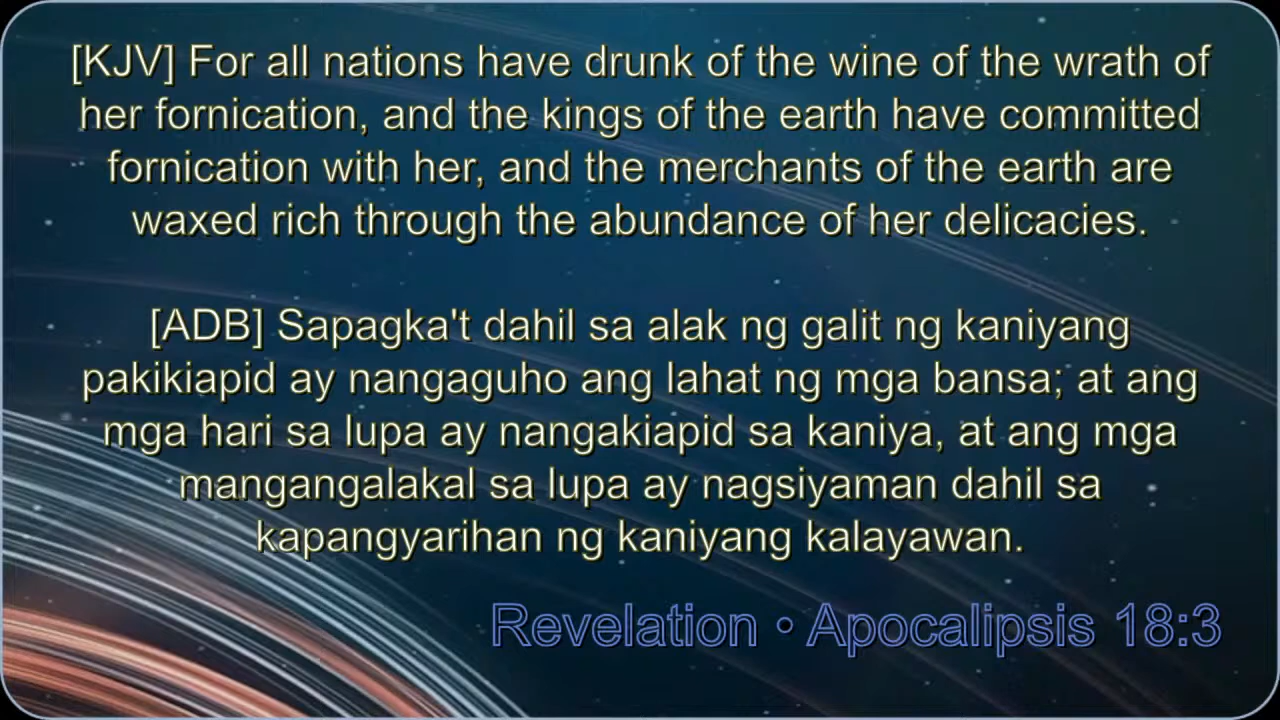 [KJV] For all nations have drunk of the wine of the wrath of
her fornication, and the kings of the earth have committed
fornication with her, and the merchants of the earth are
waxed rich through the abundance of her delicacies.
[ADB] Sapagka't dahil sa alak ng galit ng kaniyang
pakikiapid ay nangaguho ang lahat ng mga bansa; at ang
mga hari sa lupa ay nangakiapid sa kaniya, at ang mga
mangangalakal sa lupa ay nagsiyaman dahil sa
kapangyarihan ng kaniyang kalayawan.
Revelation • Apocalipsis 18:3